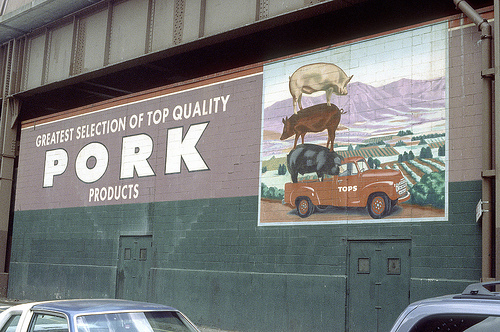 GREATEST SELECTION OF TOP QUALITY
PORK
PRODUCTS
TOPS